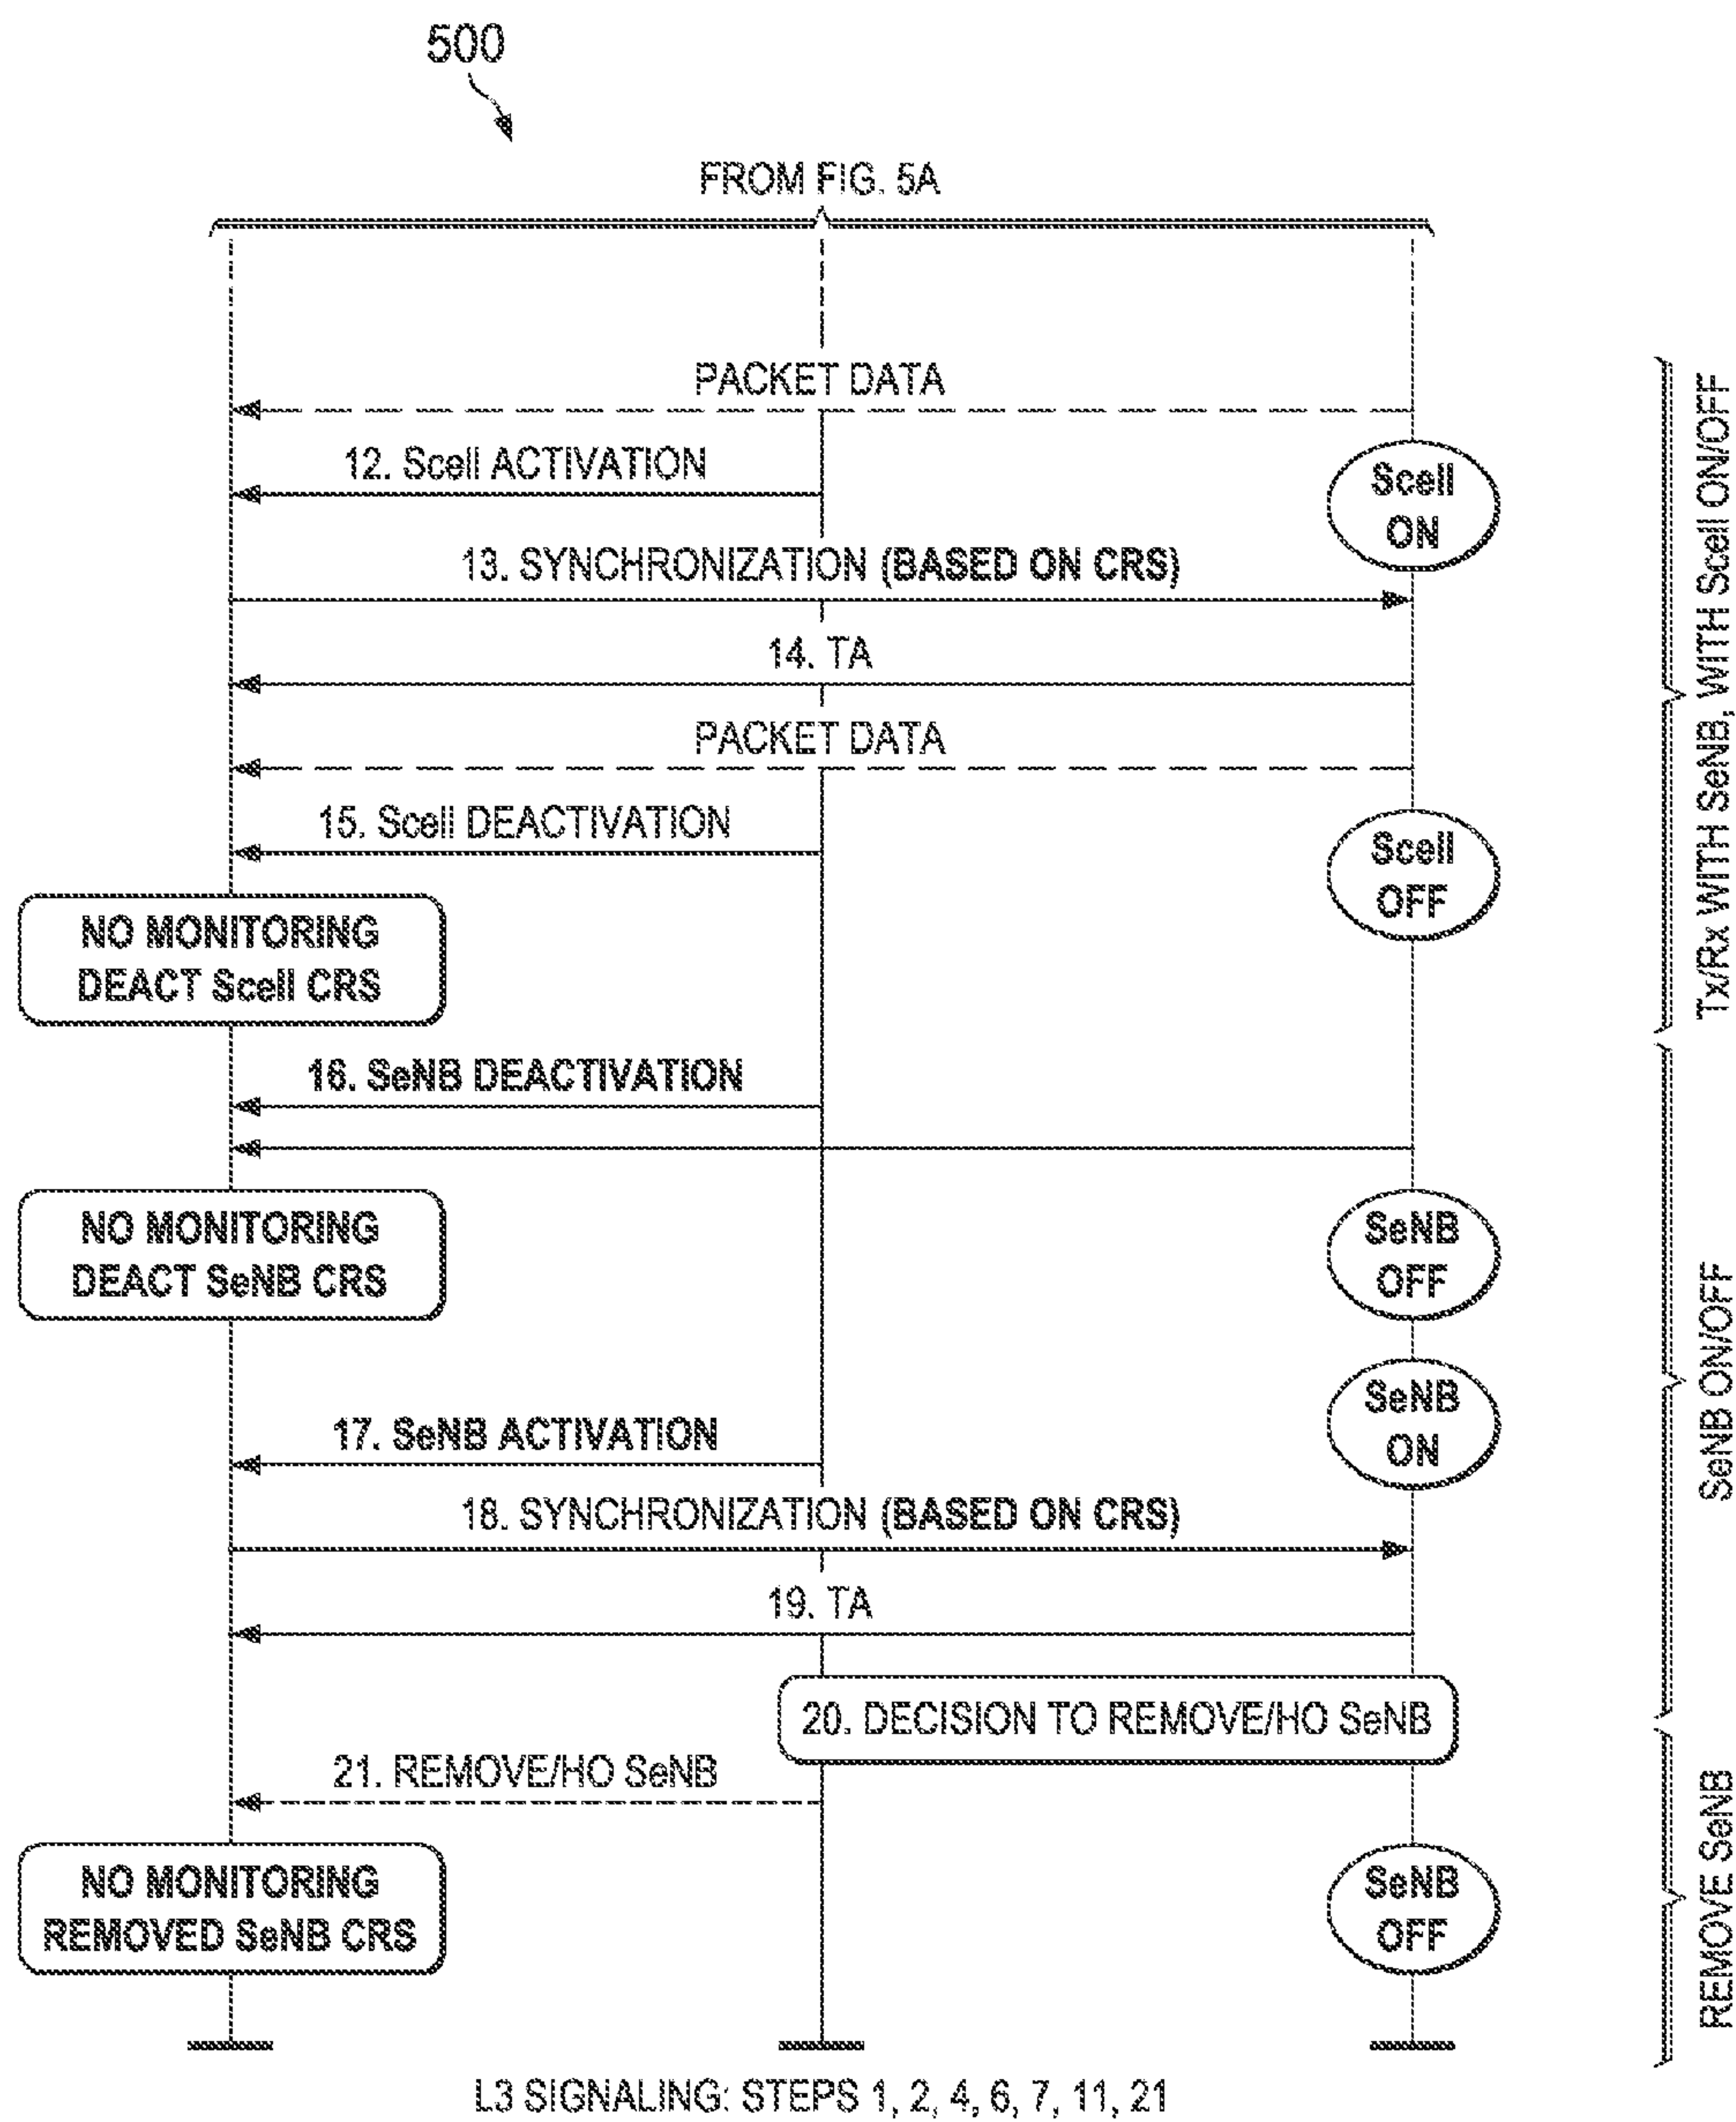 500
FROM FIG. 5A
PACKET DATA
12. Scell ACTIVATION
Scell
ON
13. SYNCHRONIZATION (BASED ON CRS)
14. TA
PACKET DATA
Tx/Rx WITH SeNB, WITH Scell ON/OFF
15. Scell DEACTIVATION
Scell
OFF
NO MONITORING
DEACT Scell CRS
16. SeNB DEACTIVATION
NO MONITORING
DEACT SeNB CRS
SeNB
OFF
SeNB
ON
SeNB ON/OFF
17. SeNB ACTIVATION
18. SYNCHRONIZATION (BASED ON CRS)
19. TA
20. DECISION TO REMOVE/HO SeNB
21. REMOVE/HO SeNB
NO MONITORING
REMOVED SeNB CRS
SeNB
OFF
REMOVE SeNB
L3 SIGNALING: STEPS 1, 2, 4, 6, 7, 11, 21